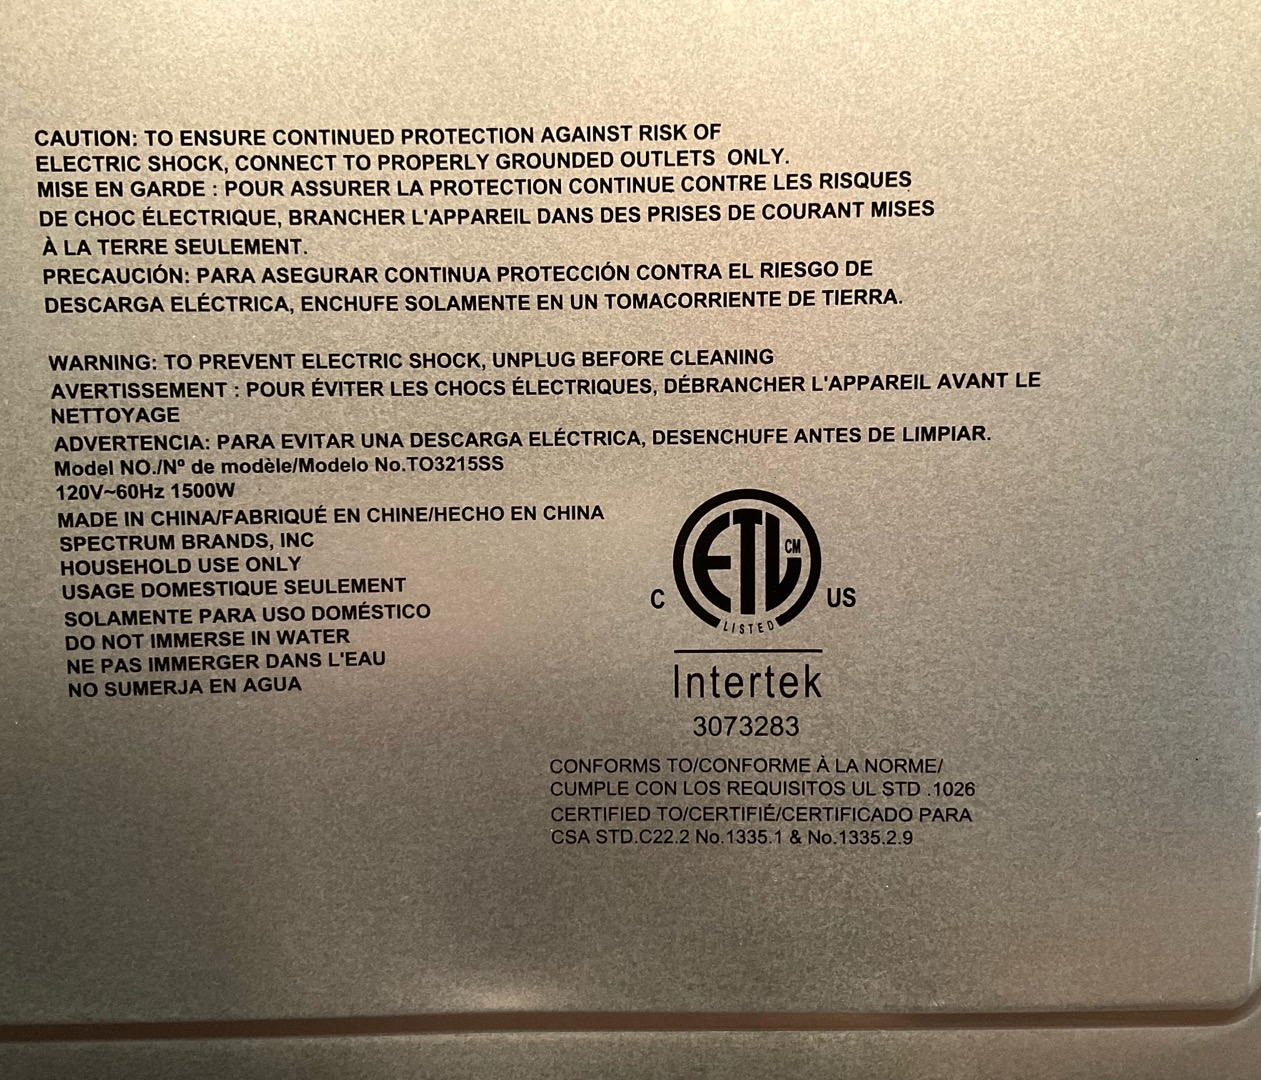 CAUTION: TO ENSURE CONTINUED PROTECTION AGAINST RISK OF
ELECTRIC SHOCK, CONNECT TO PROPERLY GROUNDED OUTLETS ONLY.
MISE EN GARDE : POUR ASSURER LA PROTECTION CONTINUE CONTRE LES RISQUES
DE CHOC ÉLECTRIQUE, BRANCHER L'APPAREIL DANS DES PRISES DE COURANT MISES
À LA TERRE SEULEMENT.
PRECAUCIÓN: PARA ASEGURAR CONTINUA PROTECCIÓN CONTRA EL RIESGO DE
DESCARGA ELÉCTRICA, ENCHUFE SOLAMENTE EN UN TOMACORRIENTE DE TIERRA.
WARNING: TO PREVENT ELECTRIC SHOCK, UNPLUG BEFORE CLEANING
AVERTISSEMENT : POUR ÉVITER LES CHOCS ÉLECTRIQUES, DÉBRANCHER L'APPAREIL AVANT LE
NETTOYAGE
ADVERTENCIA: PARA EVITAR UNA DESCARGA ELÉCTRICA, DESENCHUFE ANTES DE LIMPIAR.
Model NO./Nº de modèle/Modelo No.TO3215SS
120V~60Hz 1500W
MADE IN CHINA/FABRIQUÉ EN CHINE/HECHO EN CHINA
SPECTRUM BRANDS, INC
HOUSEHOLD USE ONLY
USAGE DOMESTIQUE SEULEMENT
SOLAMENTE PARA USO DOMÉSTICO
DO NOT IMMERSE IN WATER
NE PAS IMMERGER DANS L'EAU
NO SUMERJA EN AGUA
ETL CM
C US
LISTED
Intertek
3073283
CONFORMS TO/CONFORME À LA NORME/
CUMPLE CON LOS REQUISITOS UL STD .1026
CERTIFIED TO/CERTIFIÉ/CERTIFICADO PARA
CSA STD.C22.2 No.1335.1 & No.1335.2.9